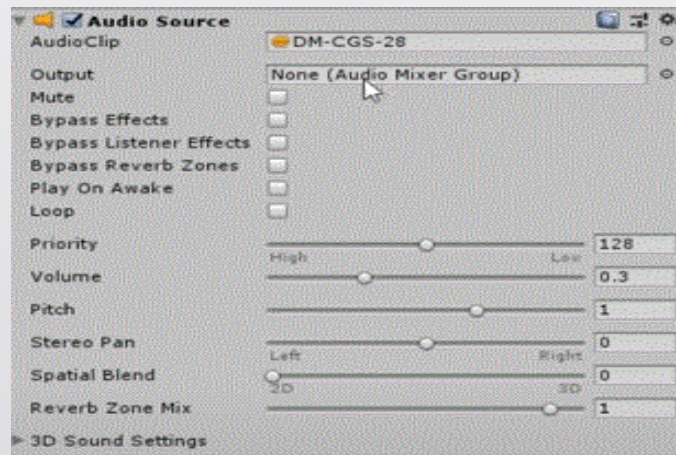 Audio Source
AudioClip DM-CGS-28
Output None (Audio Mixer Group)
Mute
Bypass Effects
Bypass Listener Effects
Bypass Reverb Zones
Play On Awake
Loop
Priority 128
High Low
Volume 0.3
Pitch 1
Stereo Pan 0
Left Right
Spatial Blend 0
2D 3D
Reverb Zone Mix 1
3D Sound Settings